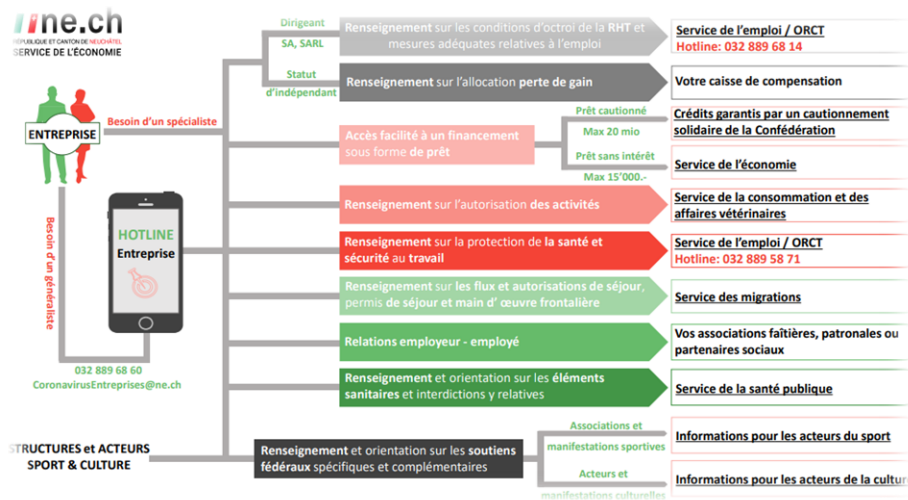 ne.ch
RÉPUBLIQUE ET CANTON DE NEUCHÂTEL
SERVICE DE L'ÉCONOMIE
Dirigeant
SA, SARL
Statut
d'indépendant
Renseignement sur les conditions d'octroi de la RHT et
mesures adéquates relatives à l'emploi
Service de l'emploi / ORCT
Hotline: 032 889 68 14
Renseignement sur l'allocation perte de gain
Votre caisse de compensation
ENTREPRISE
Besoin d'un spécialiste
Accès facilité à un financement
sous forme de prêt
Prêt cautionné
Max 20 mio
Prêt sans intérêt
Max 15'000.-
Crédits garantis par un cautionnement
solidaire de la Confédération
Service de l'économie
Besoin d'un généraliste
HOTLINE
Entreprise
032 889 68 60
CoronavirusEntreprises@ne.ch
Renseignement sur l'autorisation des activités
Service de la consommation et des
affaires vétérinaires
Renseignement sur la protection de la santé et
sécurité au travail
Service de l'emploi / ORCT
Hotline: 032 889 58 71
Renseignement sur les flux et autorisations de séjour,
permis de séjour et main d' œuvre frontalière
Service des migrations
Relations employeur - employé
Vos associations faîtières, patronales ou
partenaires sociaux
Renseignement et orientation sur les éléments
sanitaires et interdictions y relatives
Service de la santé publique
STRUCTURES et ACTEURS
SPORT & CULTURE
Renseignement et orientation sur les soutiens
fédéraux spécifiques et complémentaires
Associations et
manifestations sportives
Acteurs et
manifestations culturelles
Informations pour les acteurs du sport
Informations pour les acteurs de la culture